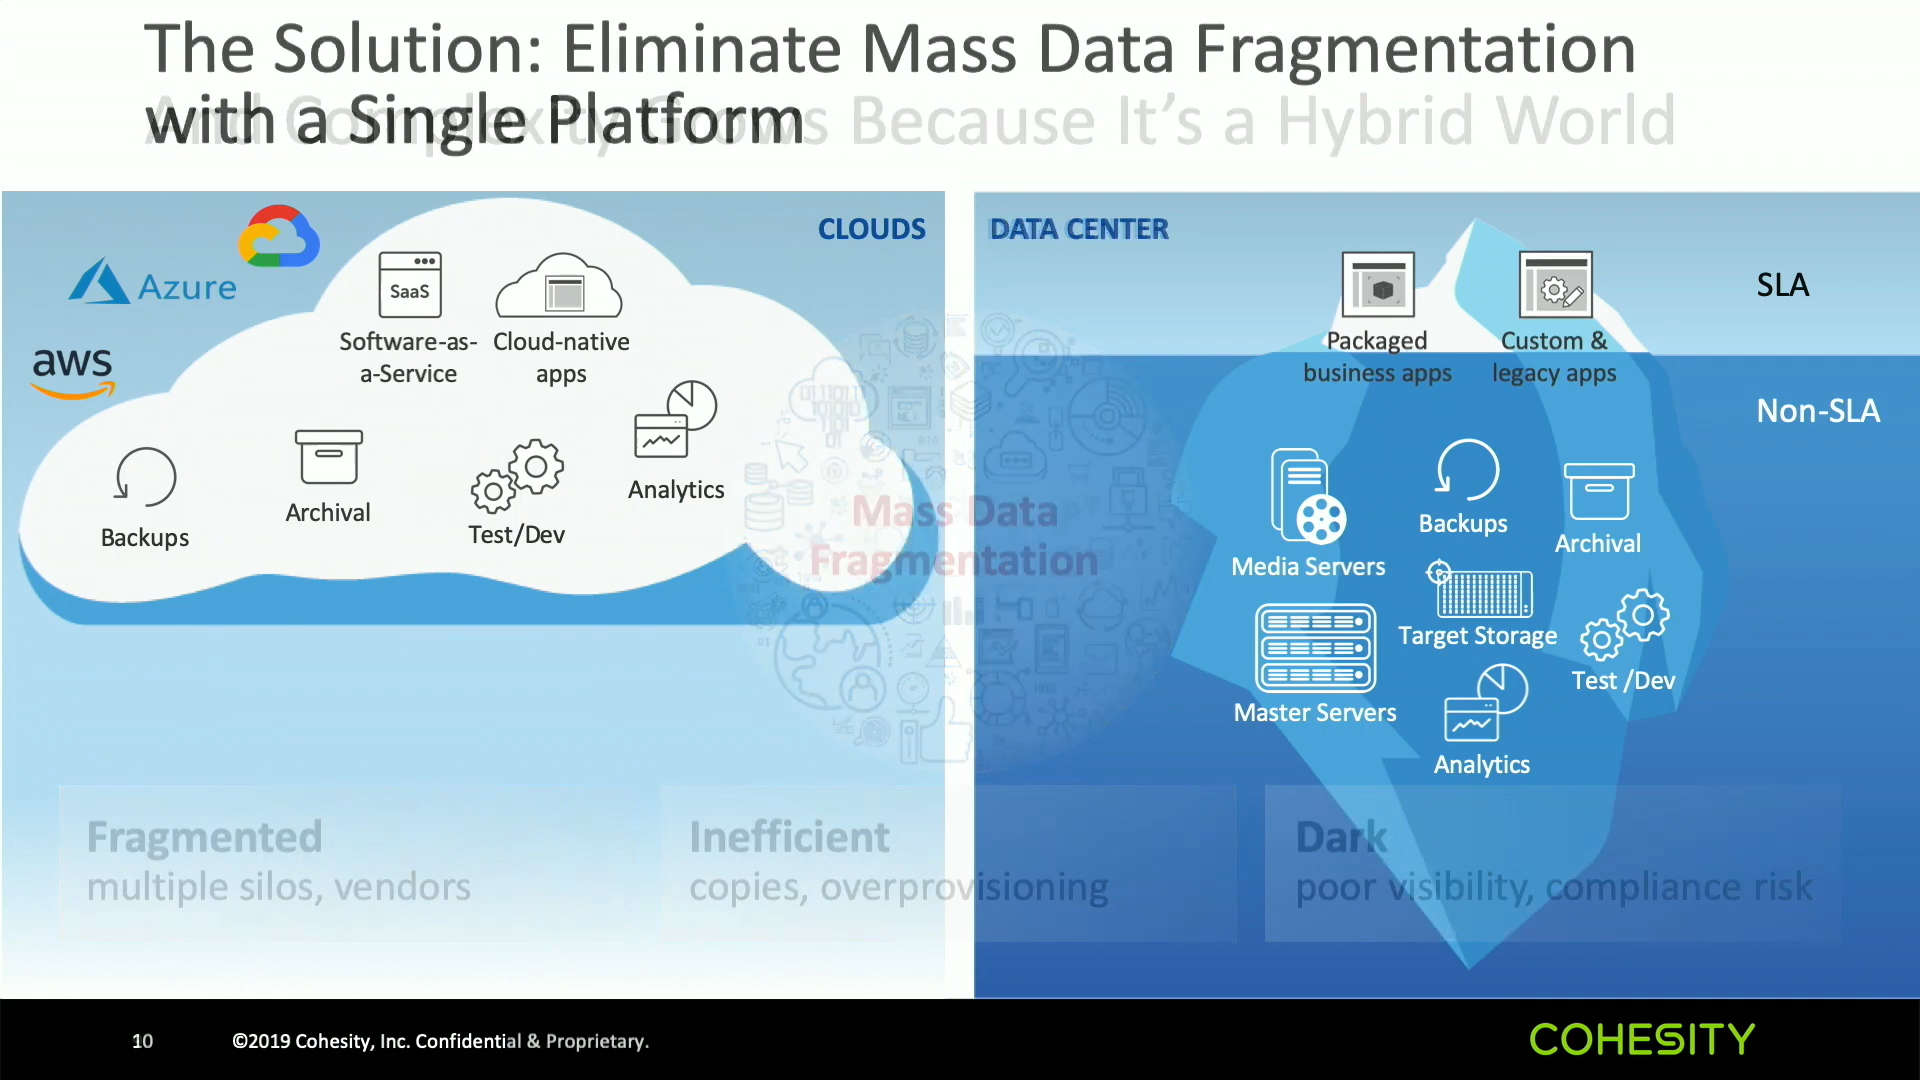 The Solution: Eliminate Mass Data Fragmentation
with a Single Platform
And Complexity Grows Because It's a Hybrid World
CLOUDS
DATA CENTER
Azure
aws
SaaS
Software-as-
a-Service
Cloud-native
apps
Backups
Archival
Test/Dev
Analytics
Mass Data
Fragmentation
Packaged
business apps
Custom &
legacy apps
SLA
Non-SLA
Media Servers
Backups
Archival
Target Storage
Master Servers
Test /Dev
Analytics
Fragmented
multiple silos, vendors
Inefficient
copies, overprovisioning
Dark
poor visibility, compliance risk
10
©2019 Cohesity, Inc. Confidential & Proprietary.
COHESITY